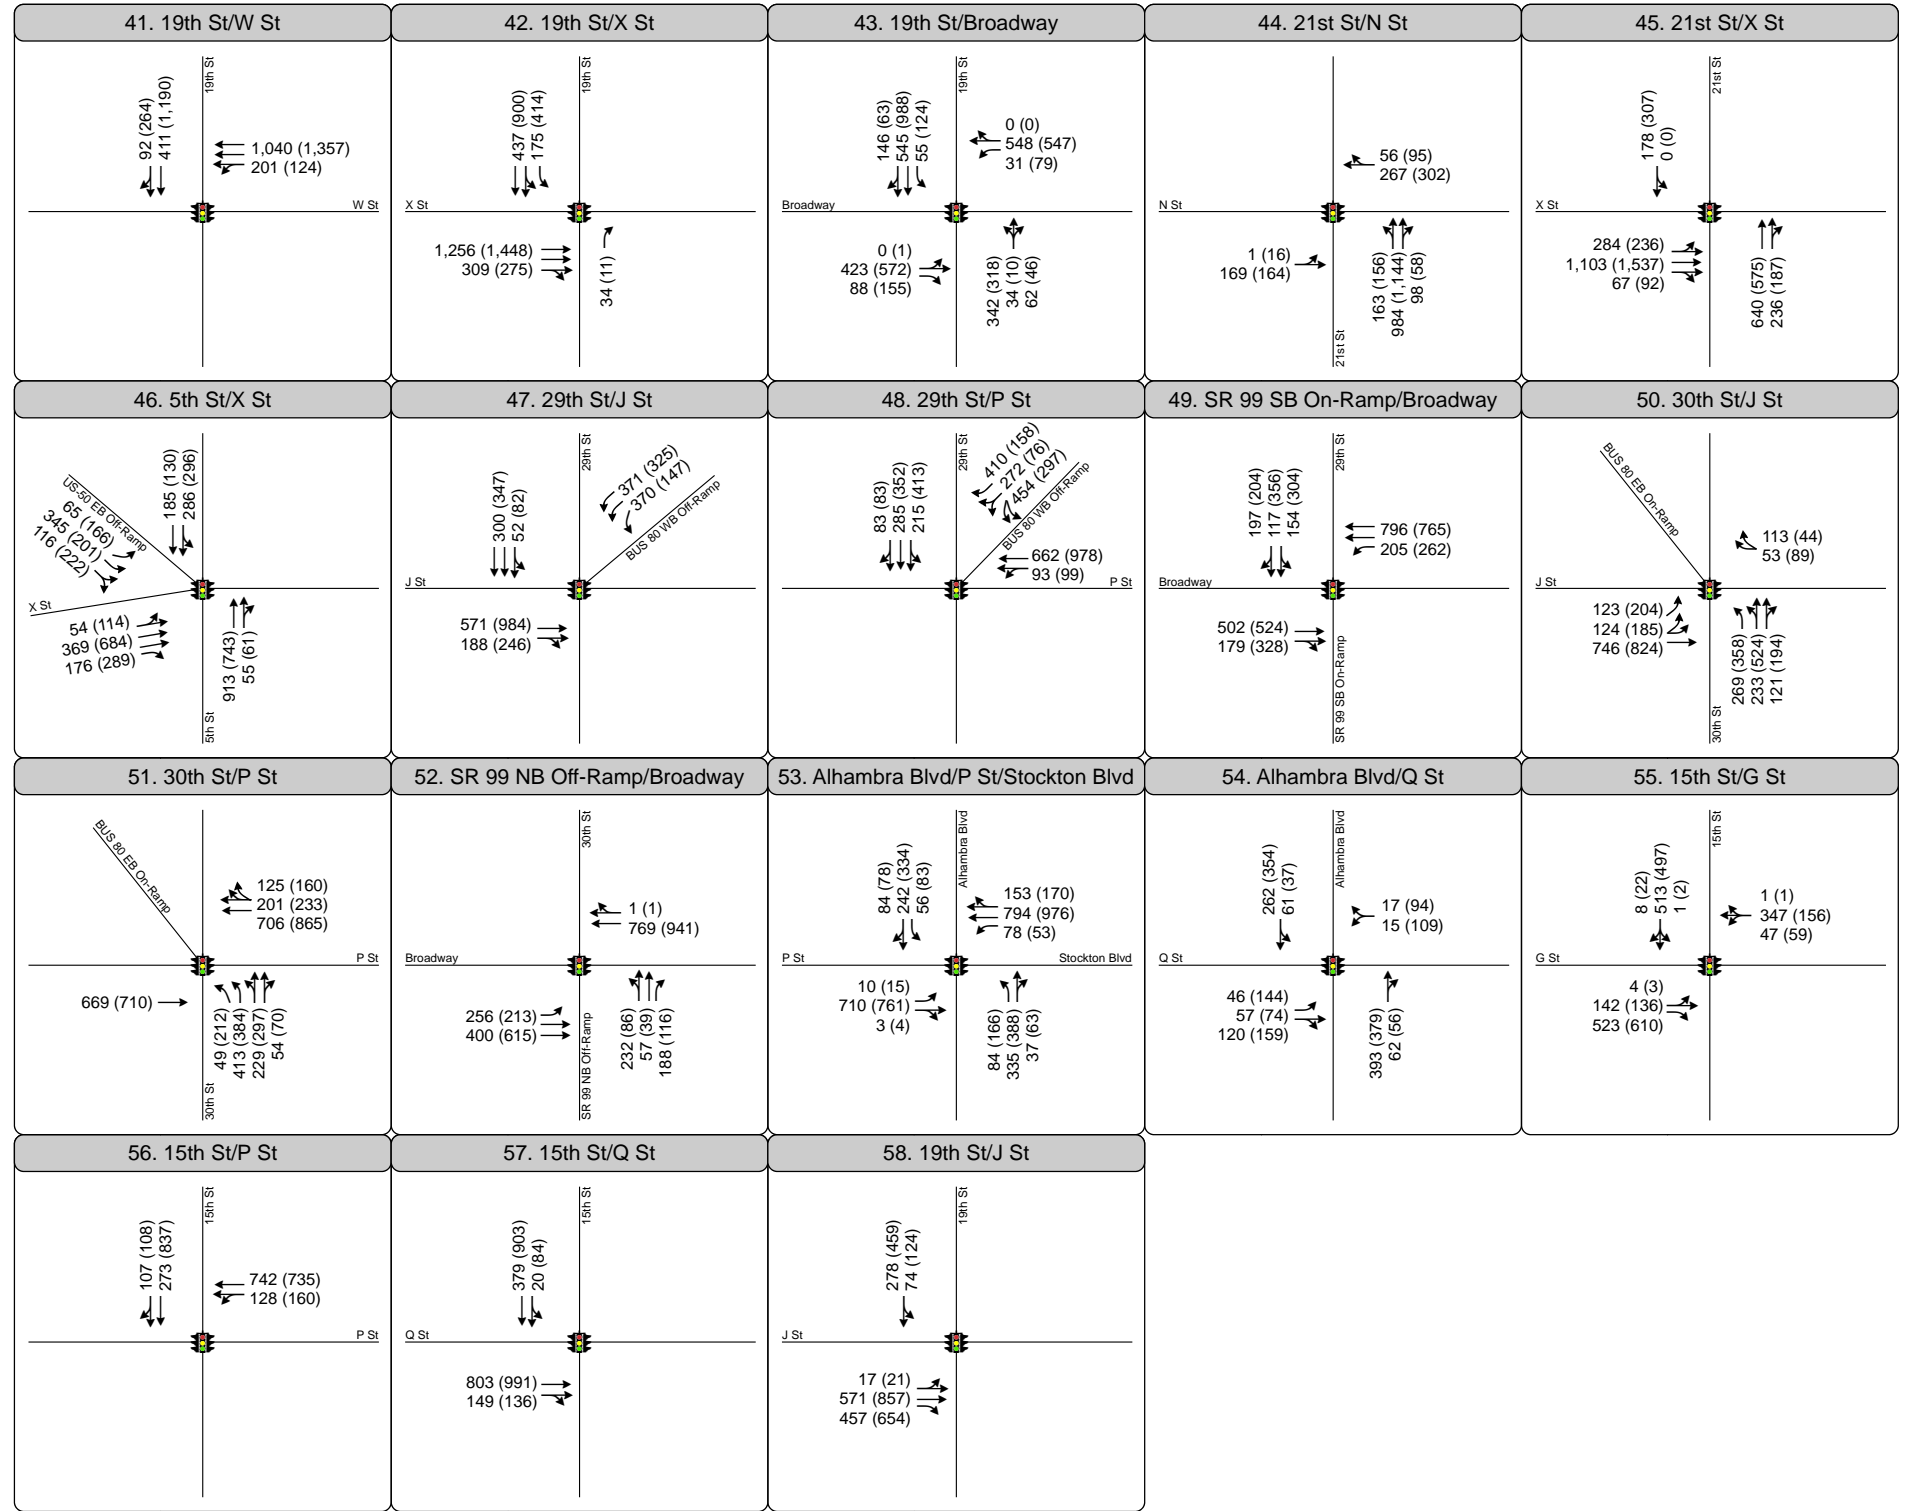 41. 19th St/W St
92 (264)
411 (1,190)
19th St
1,040 (1,357)
201 (124)
W St
42. 19th St/X St
437 (900)
175 (414)
19th St
X St
1,256 (1,448)
309 (275)
34 (11)
43. 19th St/Broadway
146 (63)
545 (988)
55 (124)
19th St
0 (0)
548 (547)
31 (79)
Broadway
0 (1)
423 (572)
88 (155)
342 (318)
34 (10)
62 (46)
44. 21st St/N St
56 (95)
267 (302)
N St
1 (16)
169 (164)
163 (156)
984 (1,144)
98 (58)
21st St
45. 21st St/X St
178 (307)
0 (0)
21st St
X St
284 (236)
1,103 (1,537)
67 (92)
640 (575)
236 (187)
46. 5th St/X St
US-50 EB Off-Ramp
65 (166)
345 (201)
116 (222)
185 (130)
286 (296)
X St
54 (114)
369 (684)
176 (289)
913 (743)
55 (61)
5th St
47. 29th St/J St
300 (347)
52 (82)
29th St
371 (325)
370 (147)
BUS 80 WB Off-Ramp
J St
571 (984)
188 (246)
48. 29th St/P St
83 (83)
285 (352)
215 (413)
29th St
410 (158)
272 (76)
454 (297)
BUS 80 WB Off-Ramp
662 (978)
93 (99)
P St
49. SR 99 SB On-Ramp/Broadway
197 (204)
117 (356)
154 (304)
29th St
796 (765)
205 (262)
Broadway
502 (524)
179 (328)
SR 99 SB On-Ramp
50. 30th St/J St
BUS 80 EB On-Ramp
113 (44)
53 (89)
J St
123 (204)
124 (185)
746 (824)
269 (358)
233 (524)
121 (194)
30th St
51. 30th St/P St
BUS 80 EB On-Ramp
125 (160)
201 (233)
706 (865)
P St
669 (710)
49 (212)
413 (384)
229 (297)
54 (70)
30th St
52. SR 99 NB Off-Ramp/Broadway
30th St
1 (1)
769 (941)
Broadway
256 (213)
400 (615)
232 (86)
57 (39)
188 (116)
SR 99 NB Off-Ramp
53. Alhambra Blvd/P St/Stockton Blvd
84 (78)
242 (334)
56 (83)
Alhambra Blvd
153 (170)
794 (976)
78 (53)
P St
Stockton Blvd
10 (15)
710 (761)
3 (4)
84 (166)
335 (388)
37 (63)
54. Alhambra Blvd/Q St
262 (354)
61 (37)
Alhambra Blvd
17 (94)
15 (109)
Q St
46 (144)
57 (74)
120 (159)
393 (379)
62 (56)
55. 15th St/G St
8 (22)
513 (497)
1 (2)
15th St
1 (1)
347 (156)
47 (59)
G St
4 (3)
142 (136)
523 (610)
56. 15th St/P St
107 (108)
273 (837)
15th St
742 (735)
128 (160)
P St
57. 15th St/Q St
379 (903)
20 (84)
15th St
Q St
803 (991)
149 (136)
58. 19th St/J St
278 (459)
74 (124)
19th St
J St
17 (21)
571 (857)
457 (654)